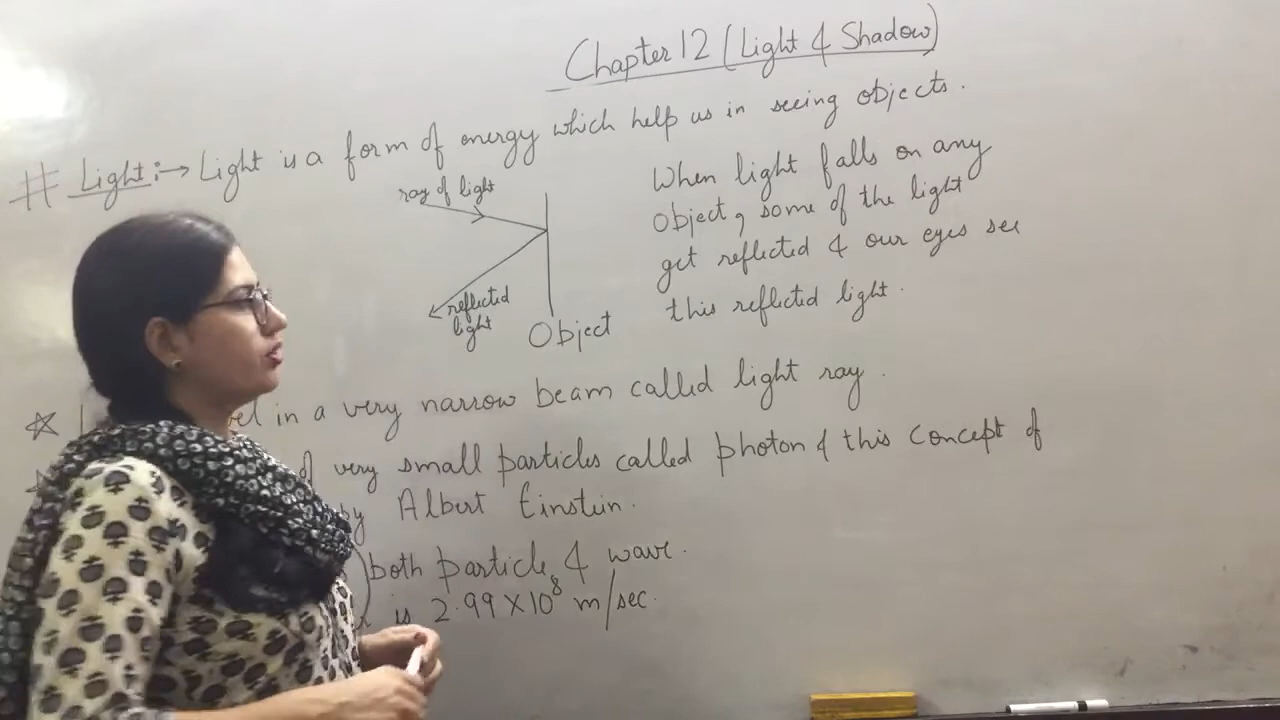 Chapter 12 (Light & Shadow)
# Light :→ Light is a form of energy which help us in seeing objects.
ray of light
reflected
light
Object
When light falls on any
object, some of the light
get reflected & our eyes see
this reflected light.
in a very narrow beam called light ray.
of very small particles called photon & this concept of
by Albert Einstein.
both particle & wave.
is 2.99 X 10⁸ m/sec.